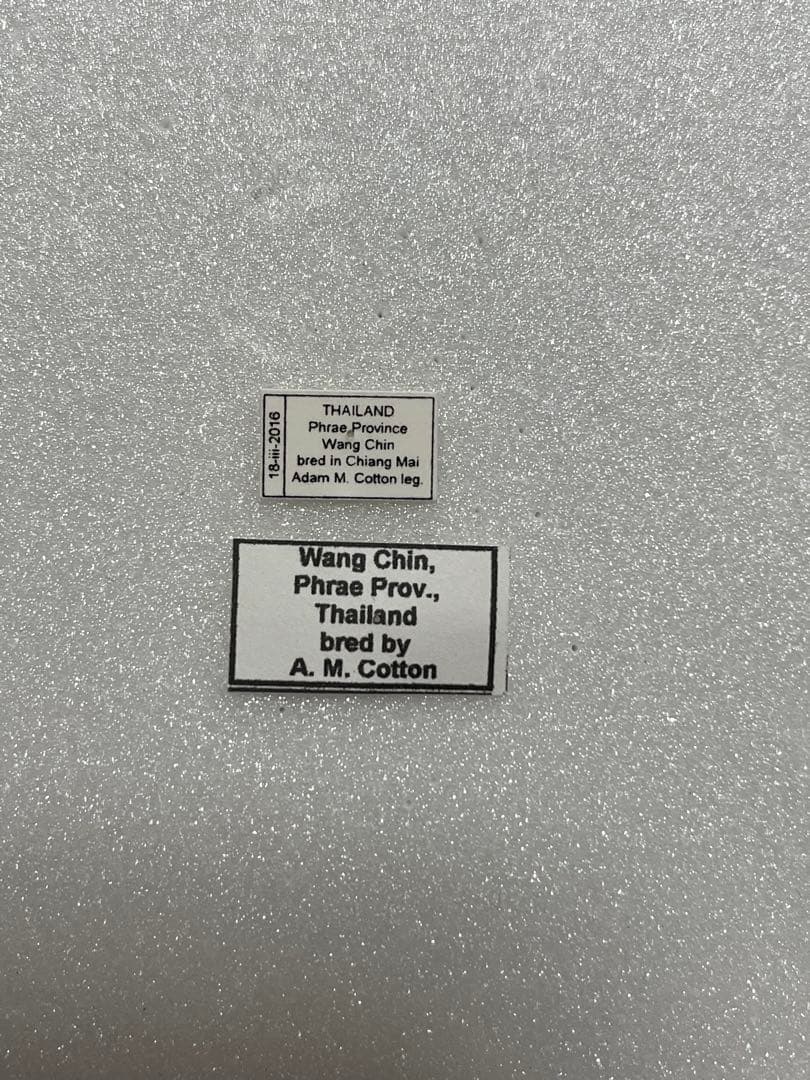 18-iii-2016
THAILAND
Phrae Province
Wang Chin
bred in Chiang Mai
Adam M. Cotton leg.
Wang Chin,
Phrae Prov.,
Thailand
bred by
A. M. Cotton